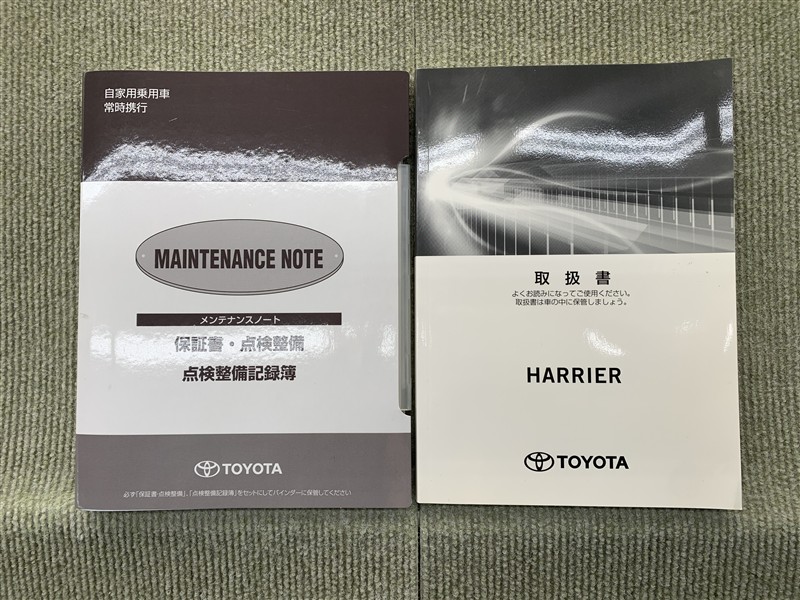 自家用乗用車
常時携行
MAINTENANCE NOTE
メンテナンスノート
保証書・点検整備
点検整備記録簿
TOYOTA
必ず「保証書・点検整備」、「点検整備記録簿」をセットにしてバインダーに保管してください
取扱書
よくお読みになってご使用ください。
取扱書は車の中に保管しましょう。
HARRIER
TOYOTA